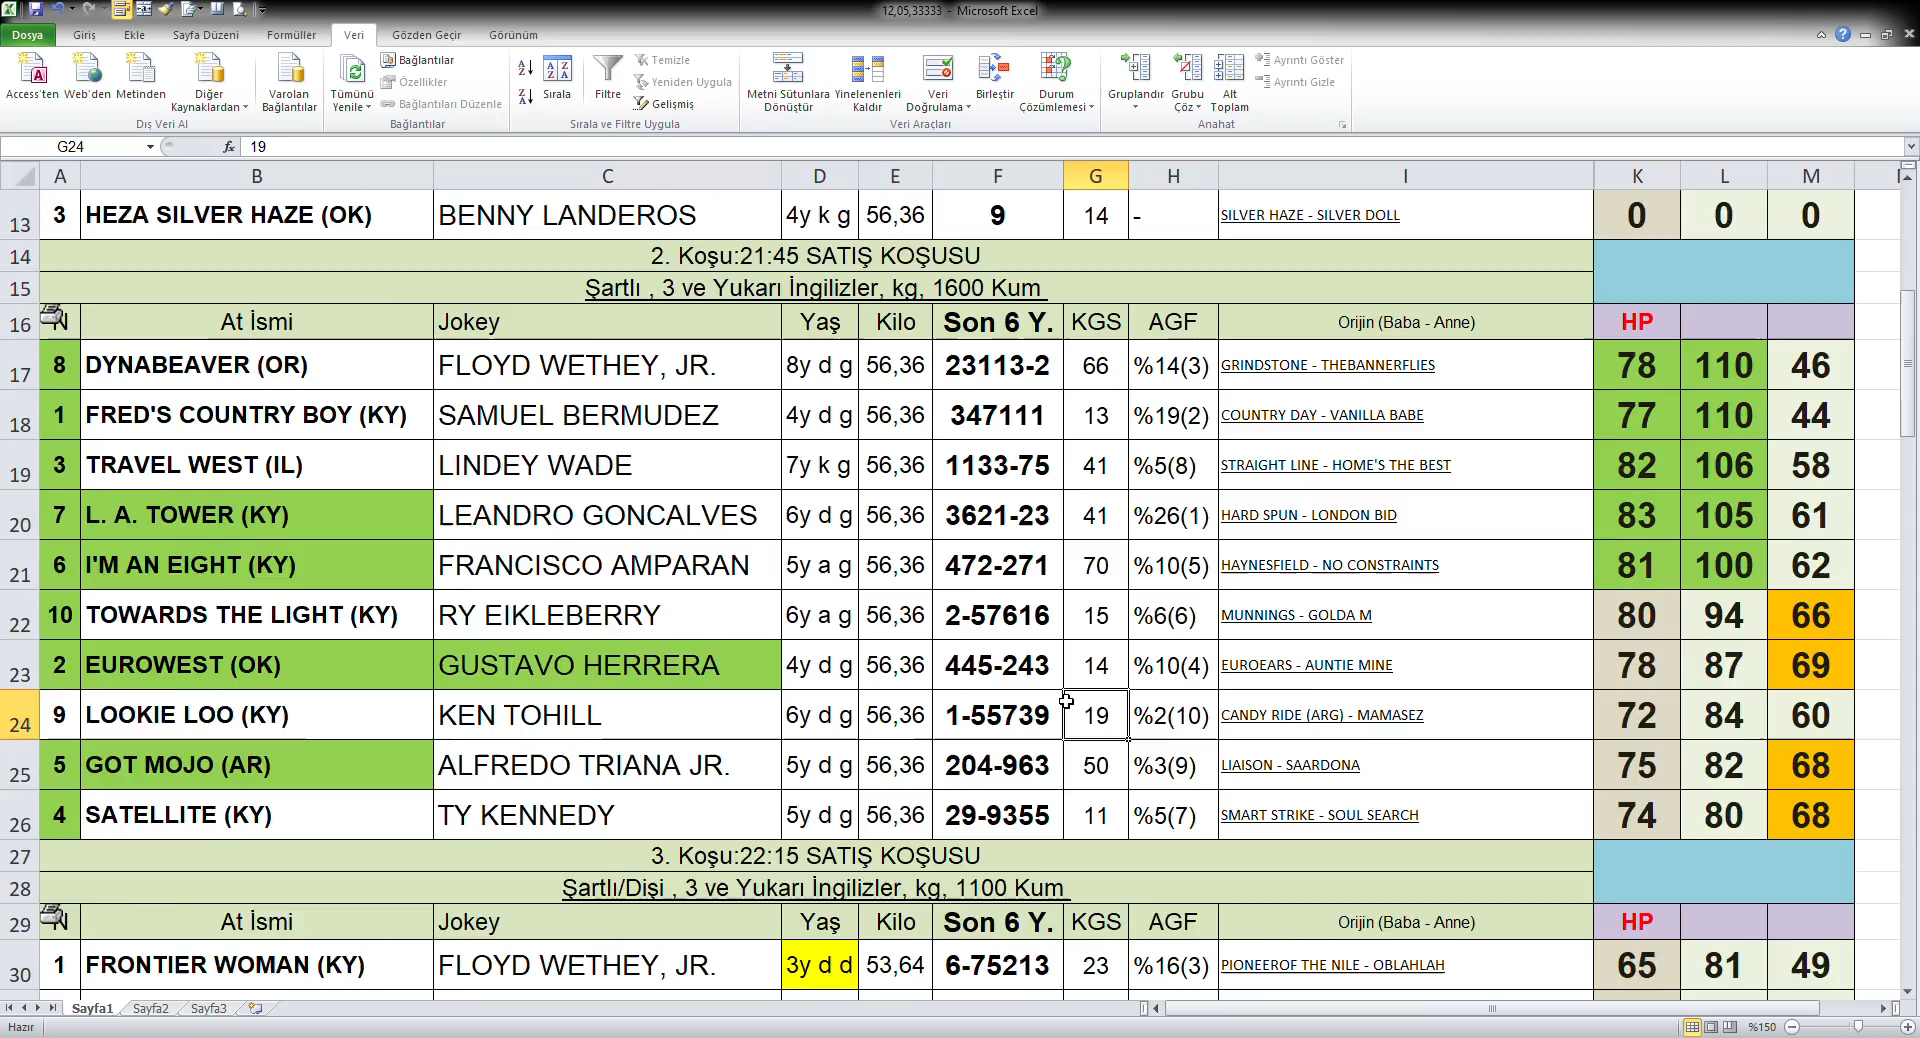 12,05,33333 - Microsoft Excel
Dosya Giriş Ekle Sayfa Düzeni Formüller Veri Gözden Geçir Görünüm
Access'ten Web'den Metinden Diğer Kaynaklardan Varolan Bağlantılar Tümünü Yenile Bağlantılar Özellikler Bağlantıları Düzenle Sırala Filtre Temizle Yeniden Uygula Gelişmiş Metni Sütunlara Dönüştür Yinelenenleri Kaldır Veri Doğrulama Birleştir Durum Çözümlemesi Gruplandır Grubu Çöz Alt Toplam Ayrıntı Göster Ayrıntı Gizle
Dış Veri Al Bağlantılar Sırala ve Filtre Uygula Veri Araçları Anahat
G24 fx 19
A B C D E F G H I K L M
13 3 HEZA SILVER HAZE (OK) BENNY LANDEROS 4y k g 56,36 9 14 - SILVER HAZE - SILVER DOLL 0 0 0
14 2. Koşu:21:45 SATIŞ KOŞUSU
15 Şartlı , 3 ve Yukarı İngilizler, kg, 1600 Kum
16 N At İsmi Jokey Yaş Kilo Son 6 Y. KGS AGF Orijin (Baba - Anne) HP
17 8 DYNABEAVER (OR) FLOYD WETHEY, JR. 8y d g 56,36 23113-2 66 %14(3) GRINDSTONE - THEBANNERFLIES 78 110 46
18 1 FRED'S COUNTRY BOY (KY) SAMUEL BERMUDEZ 4y d g 56,36 347111 13 %19(2) COUNTRY DAY - VANILLA BABE 77 110 44
19 3 TRAVEL WEST (IL) LINDEY WADE 7y k g 56,36 1133-75 41 %5(8) STRAIGHT LINE - HOME'S THE BEST 82 106 58
20 7 L. A. TOWER (KY) LEANDRO GONCALVES 6y d g 56,36 3621-23 41 %26(1) HARD SPUN - LONDON BID 83 105 61
21 6 I'M AN EIGHT (KY) FRANCISCO AMPARAN 5y a g 56,36 472-271 70 %10(5) HAYNESFIELD - NO CONSTRAINTS 81 100 62
22 10 TOWARDS THE LIGHT (KY) RY EIKLEBERRY 6y a g 56,36 2-57616 15 %6(6) MUNNINGS - GOLDA M 80 94 66
23 2 EUROWEST (OK) GUSTAVO HERRERA 4y d g 56,36 445-243 14 %10(4) EUROEARS - AUNTIE MINE 78 87 69
24 9 LOOKIE LOO (KY) KEN TOHILL 6y d g 56,36 1-55739 19 %2(10) CANDY RIDE (ARG) - MAMASEZ 72 84 60
25 5 GOT MOJO (AR) ALFREDO TRIANA JR. 5y d g 56,36 204-963 50 %3(9) LIAISON - SAARDONA 75 82 68
26 4 SATELLITE (KY) TY KENNEDY 5y d g 56,36 29-9355 11 %5(7) SMART STRIKE - SOUL SEARCH 74 80 68
27 3. Koşu:22:15 SATIŞ KOŞUSU
28 Şartlı/Dişi , 3 ve Yukarı İngilizler, kg, 1100 Kum
29 N At İsmi Jokey Yaş Kilo Son 6 Y. KGS AGF Orijin (Baba - Anne) HP
30 1 FRONTIER WOMAN (KY) FLOYD WETHEY, JR. 3y d d 53,64 6-75213 23 %16(3) PIONEEROF THE NILE - OBLAHLAH 65 81 49
Sayfa1 Sayfa2 Sayfa3
Hazır %150